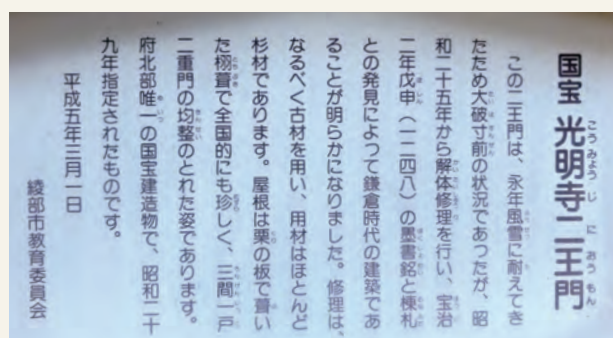 国宝 光明寺二王門
この二王門は、永年風雪に耐えてき
たため大破寸前の状況であったが、昭
和二十五年から解体修理を行い、宝治
二年戊申（一二四八）の墨書銘と棟札
との発見によって鎌倉時代の建築であ
ることが明らかになりました。修理は、
なるべく古材を用い、用材はほとんど
杉材であります。屋根は栗の板で葺い
た栩葺で全国的にも珍しく、三間一戸
二重門の均整のとれた姿であります。
府北部唯一の国宝建造物で、昭和二十
九年指定されたものです。
平成五年三月一日
綾部市教育委員会